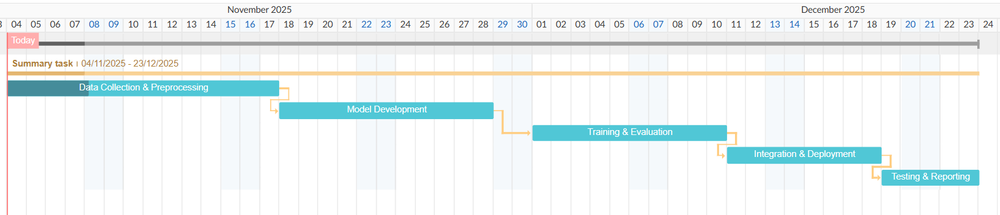 November 2025 December 2025
04 05 06 07 08 09 10 11 12 13 14 15 16 17 18 19 20 21 22 23 24 25 26 27 28 29 30 01 02 03 04 05 06 07 08 09 10 11 12 13 14 15 16 17 18 19 20 21 22 23 24
Today
Summary task | 04/11/2025 - 23/12/2025
Data Collection & Preprocessing
Model Development
Training & Evaluation
Integration & Deployment
Testing & Reporting